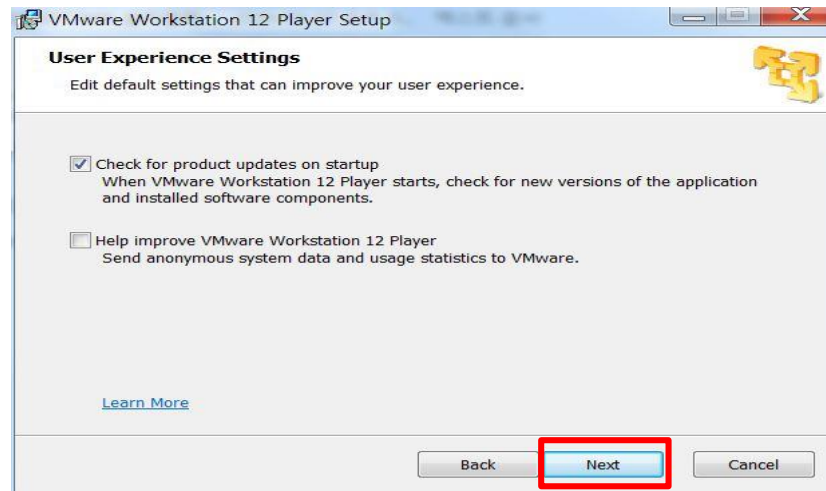 VMware Workstation 12 Player Setup
User Experience Settings
Edit default settings that can improve your user experience.
Check for product updates on startup
When VMware Workstation 12 Player starts, check for new versions of the application
and installed software components.
Help improve VMware Workstation 12 Player
Send anonymous system data and usage statistics to VMware.
Learn More
Back
Next
Cancel